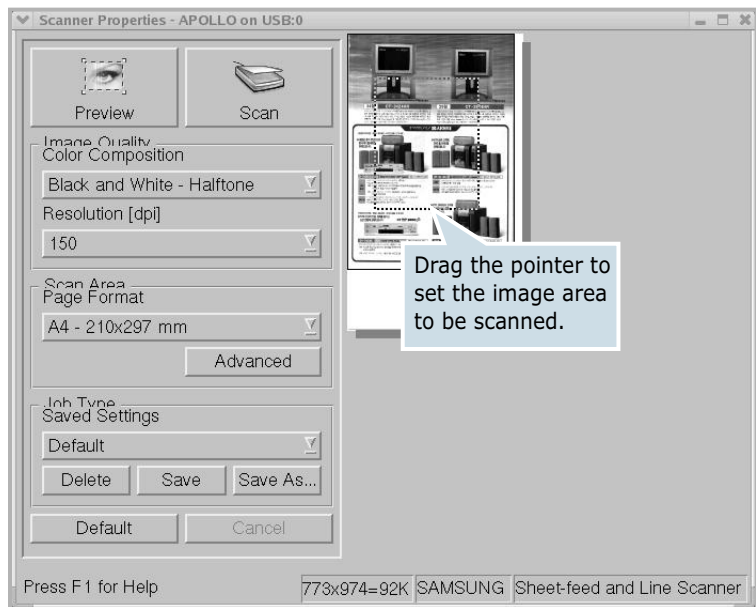 Scanner Properties - APOLLO on USB:0
Preview
Scan
Image Quality
Color Composition
Black and White - Halftone
Resolution [dpi]
150
Scan Area
Page Format
A4 - 210x297 mm
Advanced
Job Type
Saved Settings
Default
Delete
Save
Save As...
Default
Cancel
Drag the pointer to
set the image area
to be scanned.
Press F1 for Help
773x974=92K
SAMSUNG
Sheet-feed and Line Scanner